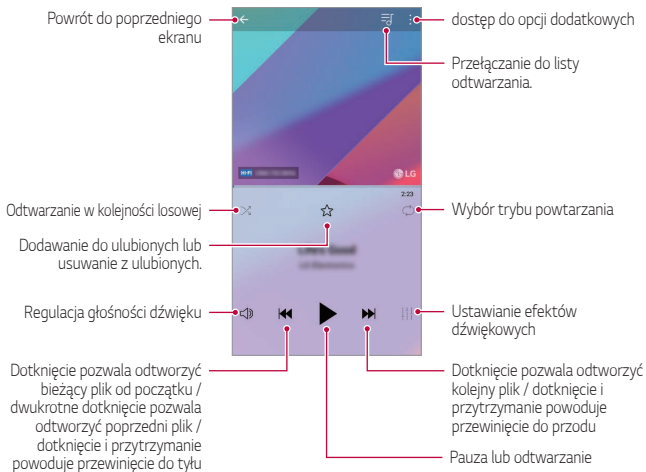 Powrót do poprzedniego
ekranu
dostęp do opcji dodatkowych
Przełączanie do listy
odtwarzania.
HI-FI
LG
2:23
Odtwarzanie w kolejności losowej
Wybór trybu powtarzania
Dodawanie do ulubionych lub
usuwanie z ulubionych.
Regulacja głośności dźwięku
Ustawianie efektów
dźwiękowych
Dotknięcie pozwala odtworzyć
bieżący plik od początku /
dwukrotne dotknięcie pozwala
odtworzyć poprzedni plik /
dotknięcie i przytrzymanie
powoduje przewinięcie do tyłu
Dotknięcie pozwala odtworzyć
kolejny plik / dotknięcie i
przytrzymanie powoduje
przewinięcie do przodu
Pauza lub odtwarzanie